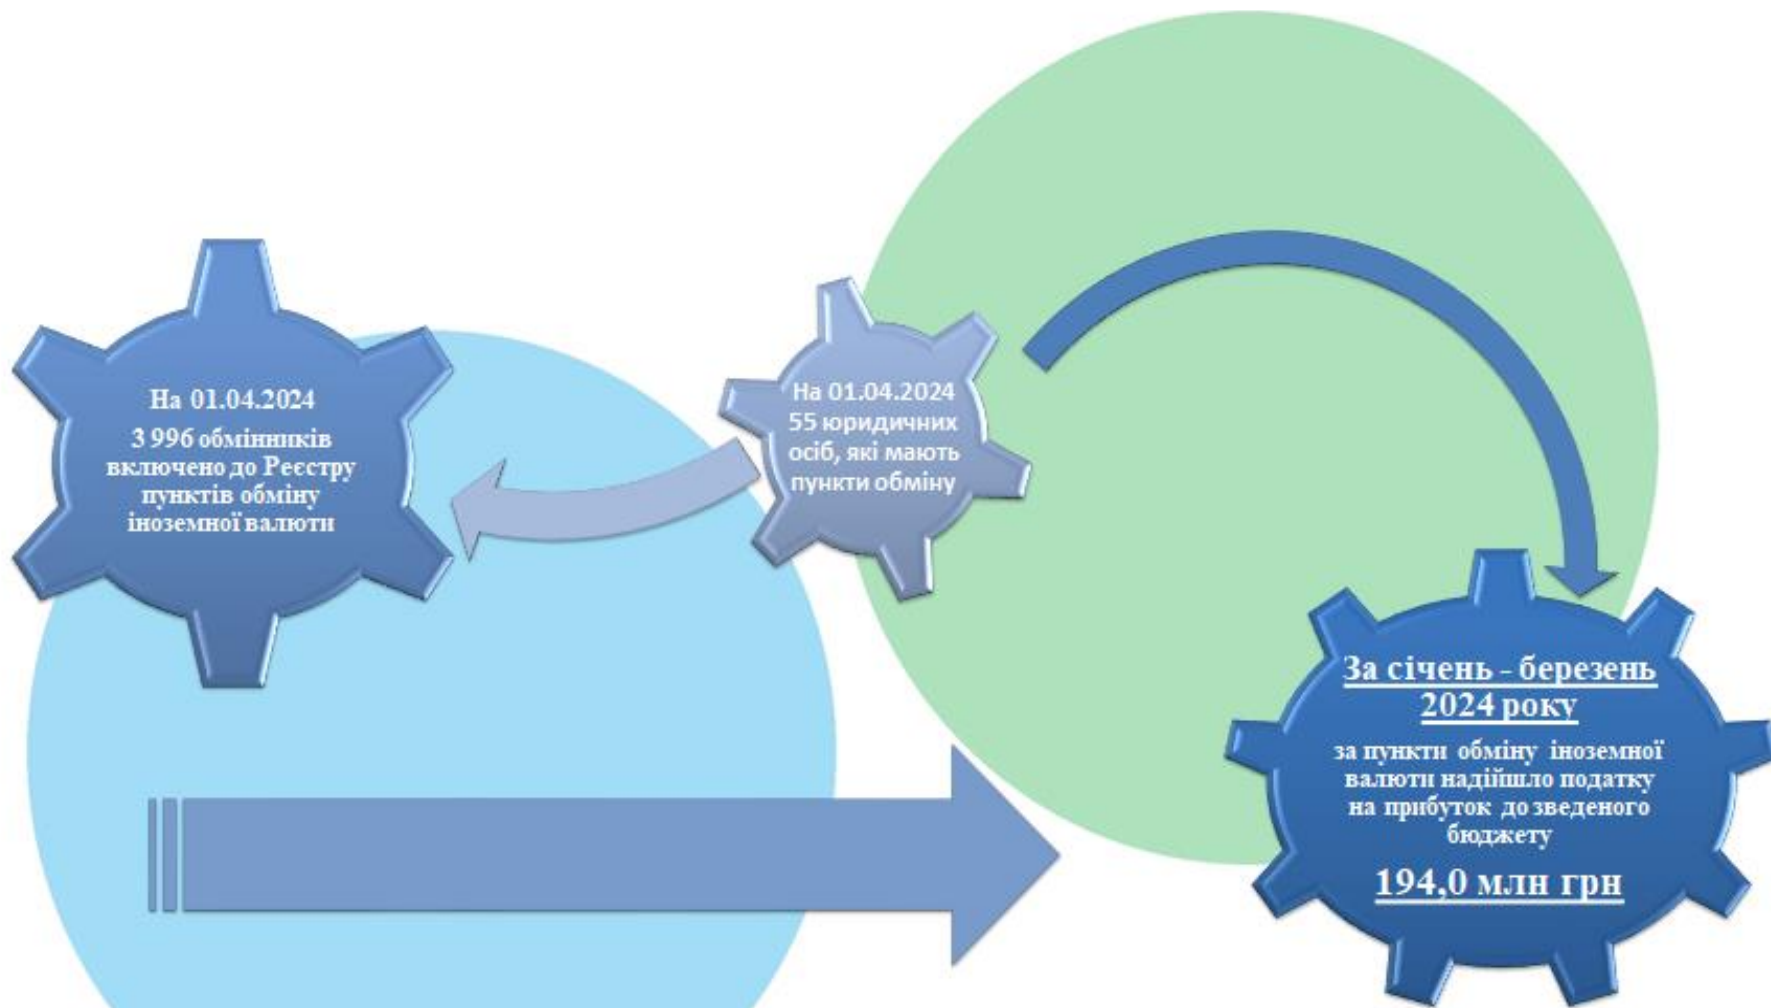 На 01.04.2024
3 996 обмінників
включено до Реєстру
пунктів обміну
іноземної валюти
На 01.04.2024
55 юридичних
осіб, які мають
пункти обміну
За січень - березень
2024 року
за пункти обміну іноземної
валюти надійшло податку
на прибуток до зведеного
бюджету
194,0 млн грн